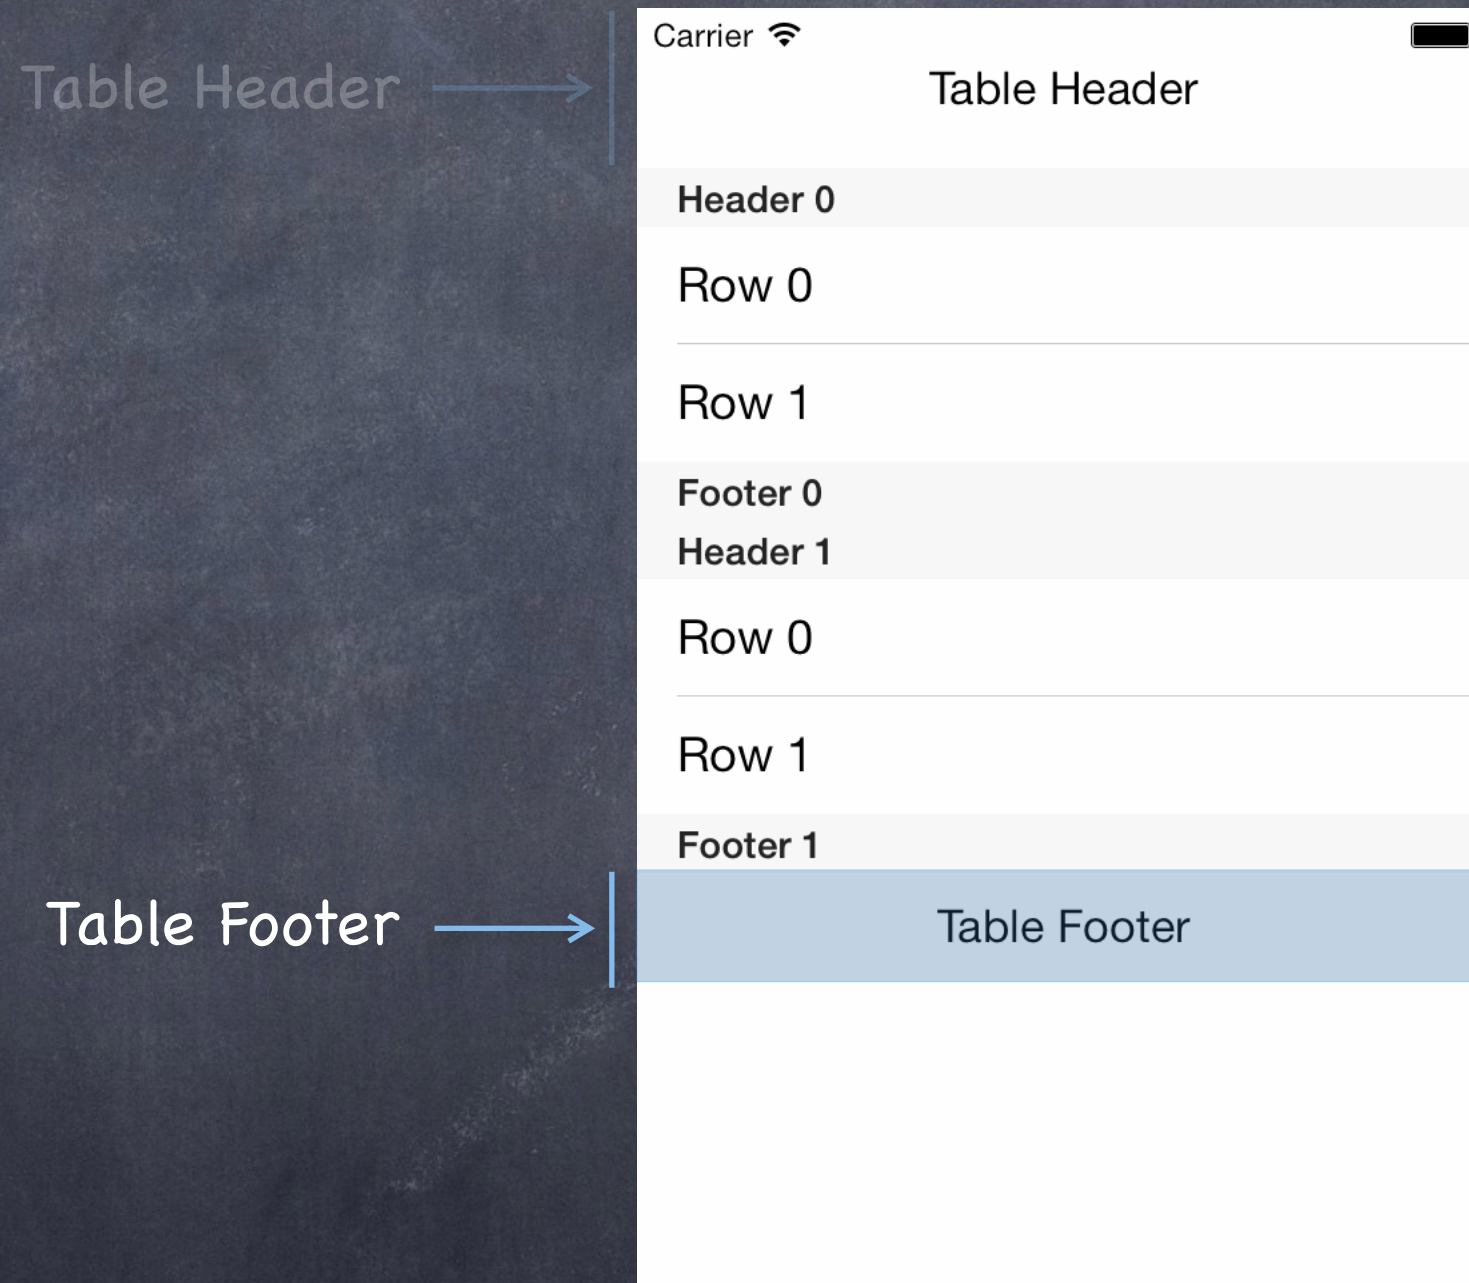 Carrier
Table Header
Table Header
Header 0
Row 0
Row 1
Footer 0
Header 1
Row 0
Row 1
Footer 1
Table Footer
Table Footer